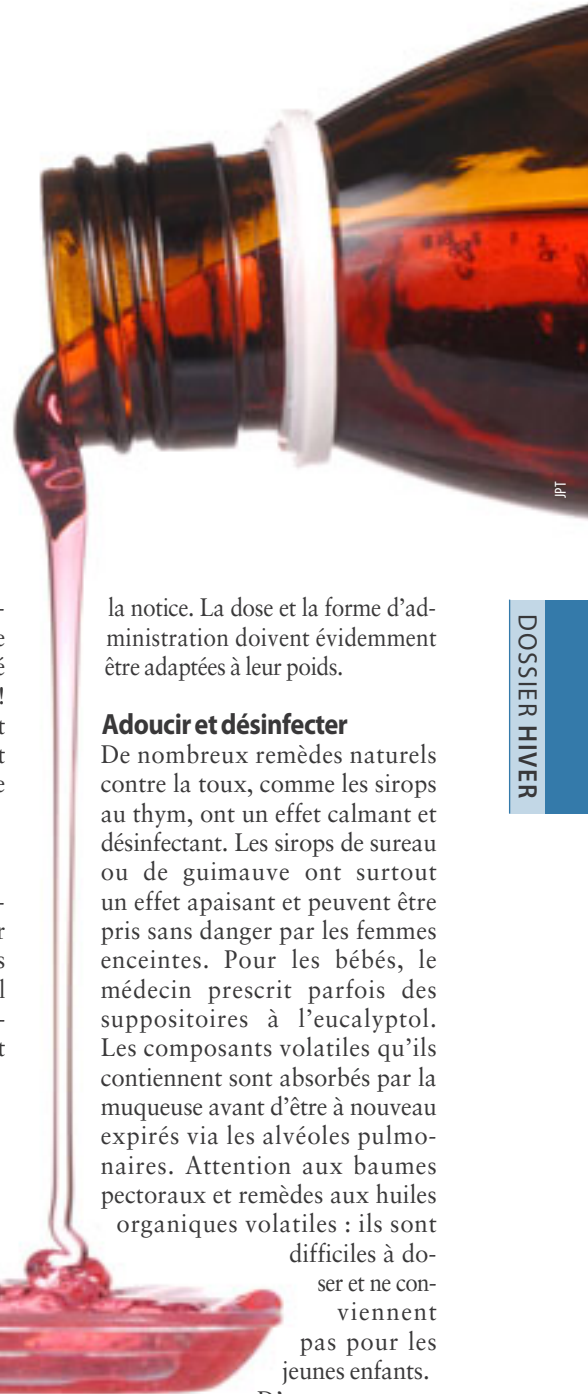 JPT
la notice. La dose et la forme d'ad-
ministration doivent évidemment
être adaptées à leur poids.
Adoucir et désinfecter
De nombreux remèdes naturels
contre la toux, comme les sirops
au thym, ont un effet calmant et
désinfectant. Les sirops de sureau
ou de guimauve ont surtout
un effet apaisant et peuvent être
pris sans danger par les femmes
enceintes. Pour les bébés, le
médecin prescrit parfois des
suppositoires à l'eucalyptol.
Les composants volatiles qu'ils
contiennent sont absorbés par la
muqueuse avant d'être à nouveau
expirés via les alvéoles pulmo-
naires. Attention aux baumes
pectoraux et remèdes aux huiles
organiques volatiles : ils sont
difficiles à do-
ser et ne con-
viennent
pas pour les
jeunes enfants.
DOSSIER HIVER